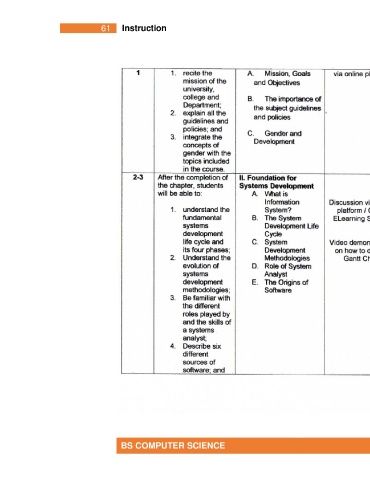 61 Instruction
1
1. recite the
mission of the
university,
college and
Department;
2. explain all the
guidelines and
policies; and
3. integrate the
concepts of
gender with the
topics included
in the course.
A. Mission, Goals
and Objectives
B. The importance of
the subject guidelines
and policies
C. Gender and
Development
via online
2-3
After the completion of
the chapter, students
will be able to:
1. understand the
fundamental
systems
development
life cycle and
its four phases;
2. Understand the
evolution of
systems
development
methodologies;
3. Be familiar with
the different
roles played by
and the skills of
a systems
analyst;
4. Describe six
different
sources of
software; and
II. Foundation for
Systems Development
A. What is
Information
System?
B. The System
Development Life
Cycle
C. System
Development
Methodologies
D. Role of System
Analyst
E. The Origins of
Software
Discussion
platform /
ELearning
Video
on how to
Gantt
BS COMPUTER SCIENCE